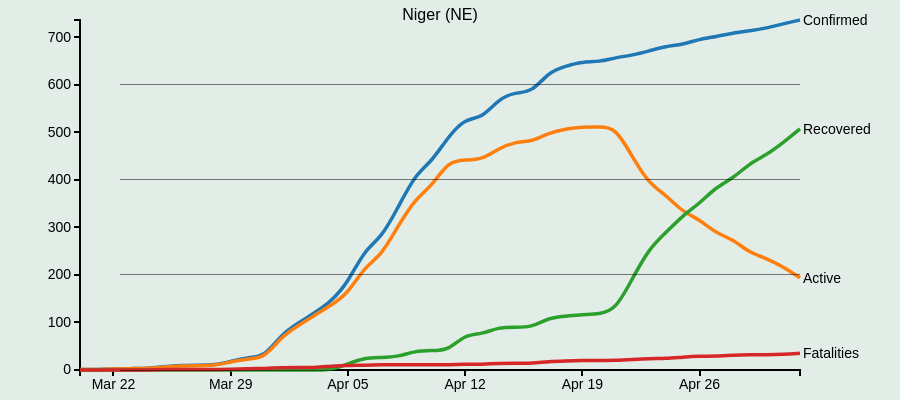 Niger (NE)
Confirmed
700
600
500
Recovered
400
300
200
Active
100
Fatalities
0
Mar 22 Mar 29 Apr 05 Apr 12 Apr 19 Apr 26